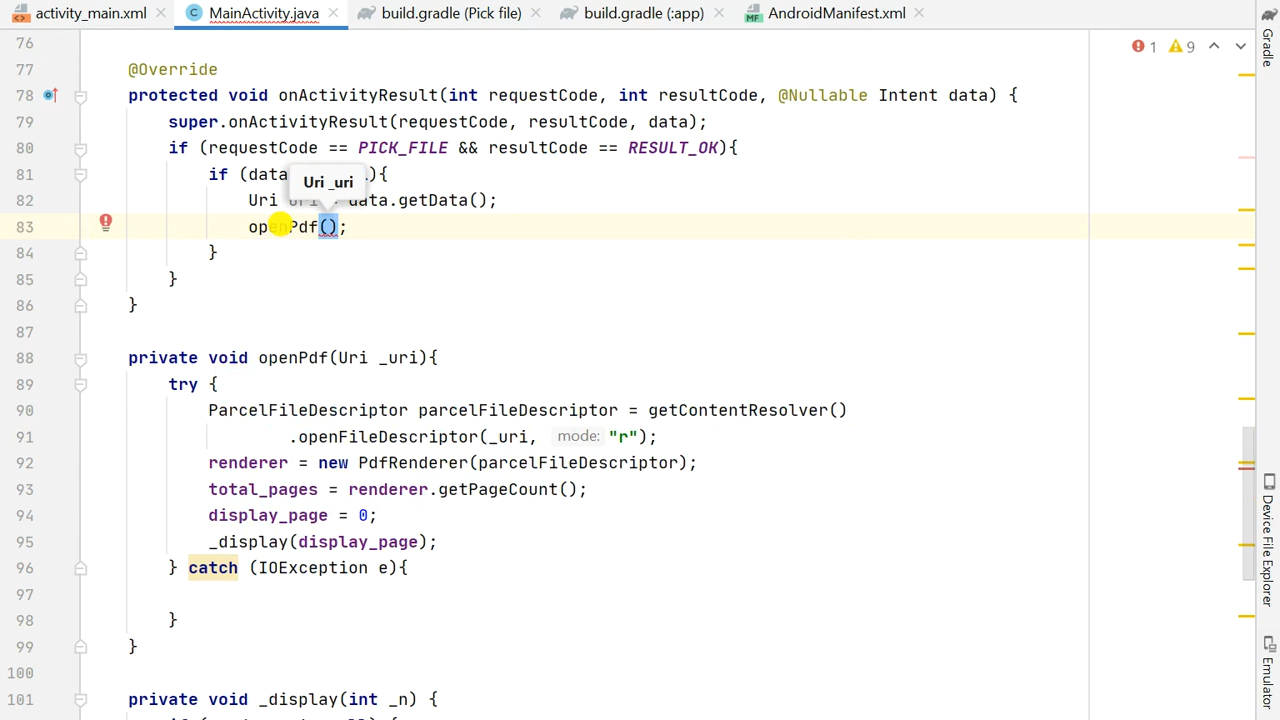 activity_main.xml MainActivity.java build.gradle (Pick file) build.gradle (:app) AndroidManifest.xml
Gradle
1 9
76
77 @Override
78 protected void onActivityResult(int requestCode, int resultCode, @Nullable Intent data) {
79 super.onActivityResult(requestCode, resultCode, data);
80 if (requestCode == PICK_FILE && resultCode == RESULT_OK){
81 if (data ){
Uri _uri
82 Uri uri = data.getData();
83 openPdf();
84 }
85 }
86 }
87
88 private void openPdf(Uri _uri){
89 try {
90 ParcelFileDescriptor parcelFileDescriptor = getContentResolver()
91 .openFileDescriptor(_uri, mode: "r");
92 renderer = new PdfRenderer(parcelFileDescriptor);
93 total_pages = renderer.getPageCount();
94 display_page = 0;
95 _display(display_page);
96 } catch (IOException e){
97
98 }
99 }
100
101 private void _display(int _n) {
Device File Explorer
Emulator